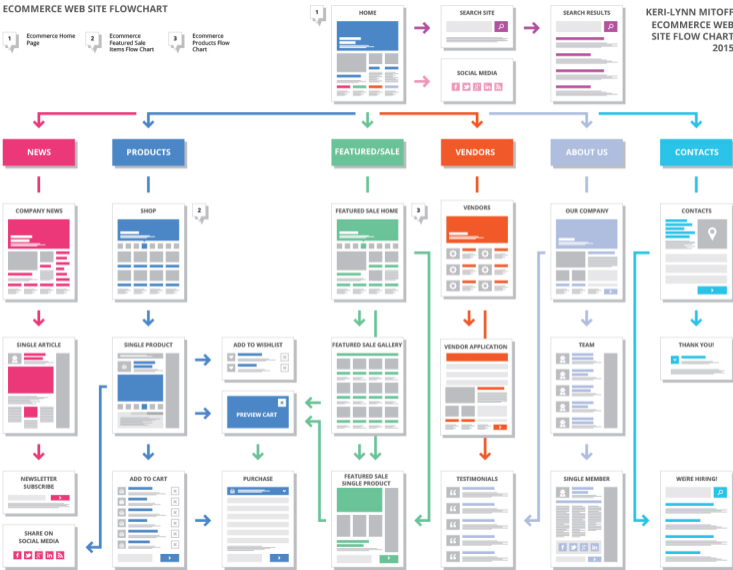 ECOMMERCE WEB SITE FLOWCHART
1
Ecommerce Home
Page
2
Ecommerce
Featured Sale
Items Flow Chart
3
Ecommerce
Products Flow
Chart
1
HOME
SEARCH SITE
SEARCH RESULTS
KERI-LYNN MITOFF
ECOMMERCE WEB
SITE FLOW CHART
2015
SOCIAL MEDIA
NEWS
PRODUCTS
FEATURED/SALE
VENDORS
ABOUT US
CONTACTS
COMPANY NEWS
SHOP
2
FEATURED SALE HOME
3
VENDORS
OUR COMPANY
CONTACTS
SINGLE ARTICLE
SINGLE PRODUCT
ADD TO WISHLIST
FEATURED SALE GALLERY
VENDOR APPLICATION
TEAM
THANK YOU!
PREVIEW CART
NEWSLETTER
SUBSCRIBE
ADD TO CART
PURCHASE
FEATURED SALE
SINGLE PRODUCT
TESTIMONIALS
SINGLE MEMBER
WE'RE HIRING!
SHARE ON
SOCIAL MEDIA